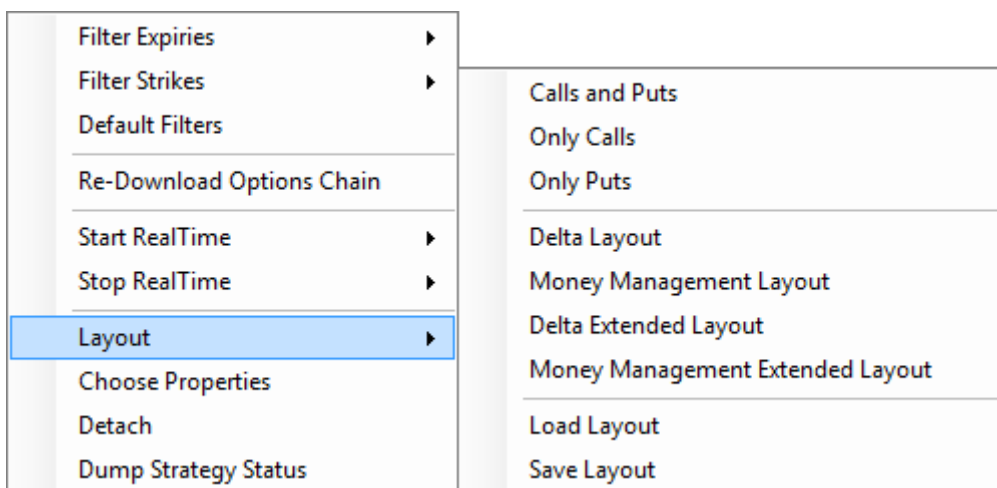 Filter Expiries
Filter Strikes
Default Filters
Re-Download Options Chain
Start RealTime
Stop RealTime
Layout
Choose Properties
Detach
Dump Strategy Status
Calls and Puts
Only Calls
Only Puts
Delta Layout
Money Management Layout
Delta Extended Layout
Money Management Extended Layout
Load Layout
Save Layout